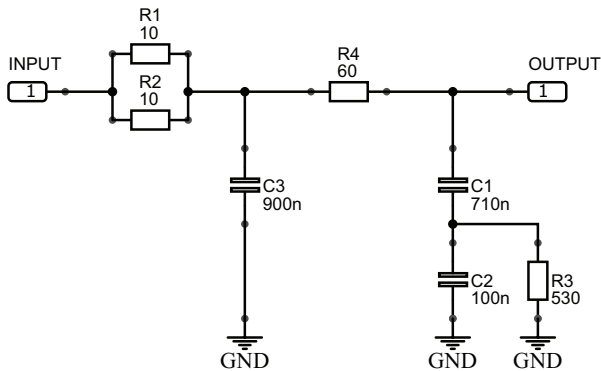 R1
10
INPUT
1
R2
10
R4
60
OUTPUT
1
C3
900n
C1
710n
C2
100n
R3
530
GND
GND
GND